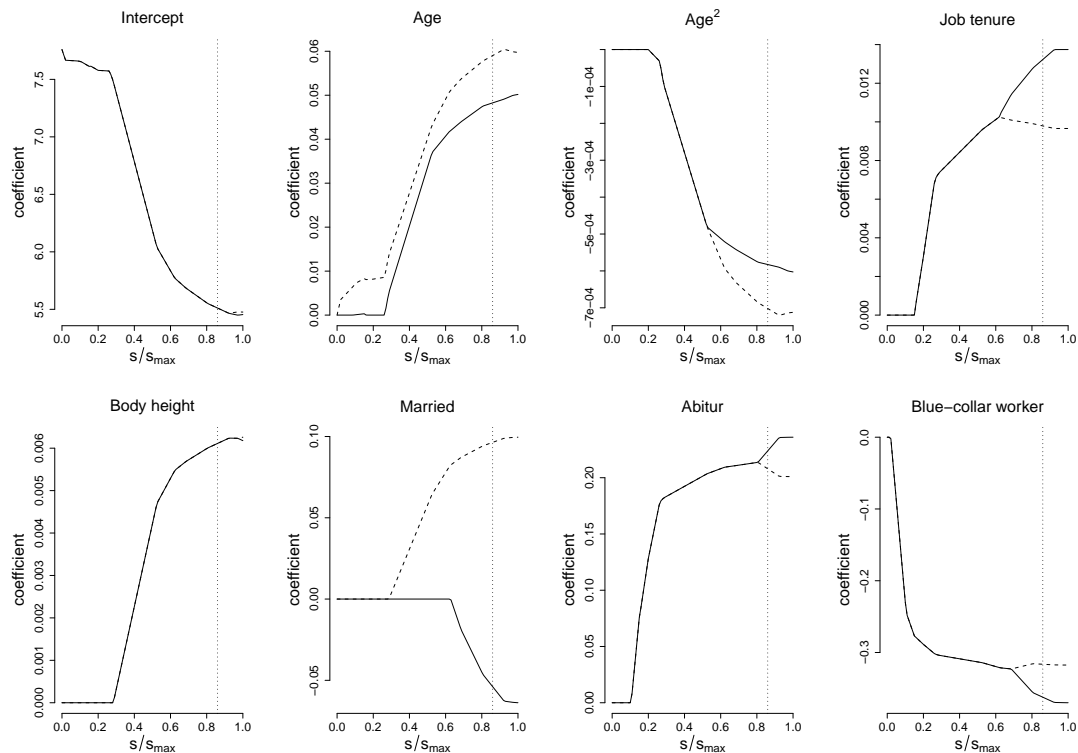 Intercept
coefficient
5.5 6.0 6.5 7.0 7.5
0.0 0.2 0.4 0.6 0.8 1.0
s/smax
Age
coefficient
0.00 0.01 0.02 0.03 0.04 0.05 0.06
0.0 0.2 0.4 0.6 0.8 1.0
s/smax
Age²
coefficient
−7e−04 −5e−04 −3e−04 −1e−04
0.0 0.2 0.4 0.6 0.8 1.0
s/smax
Job tenure
coefficient
0.000 0.004 0.008 0.012
0.0 0.2 0.4 0.6 0.8 1.0
s/smax
Body height
coefficient
0.000 0.001 0.002 0.003 0.004 0.005 0.006
0.0 0.2 0.4 0.6 0.8 1.0
s/smax
Married
coefficient
−0.05 0.00 0.05 0.10
0.0 0.2 0.4 0.6 0.8 1.0
s/smax
Abitur
coefficient
0.00 0.05 0.10 0.15 0.20
0.0 0.2 0.4 0.6 0.8 1.0
s/smax
Blue−collar worker
coefficient
−0.3 −0.2 −0.1 0.0
0.0 0.2 0.4 0.6 0.8 1.0
s/smax